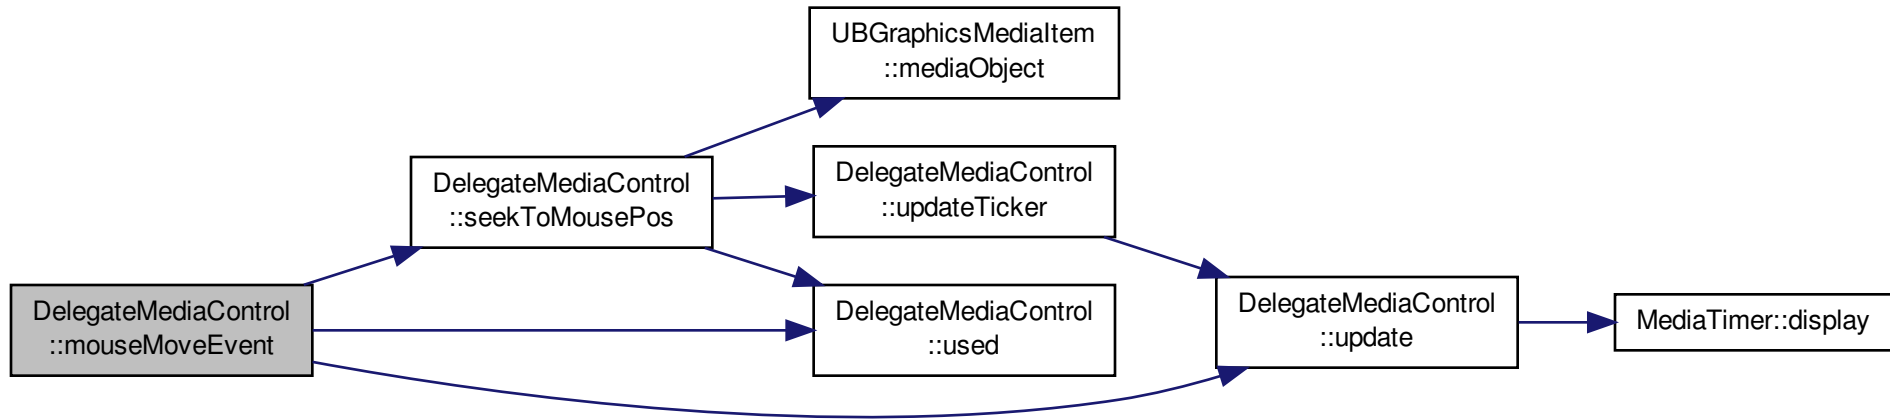 UBGraphicsMediaItem
::mediaObject
DelegateMediaControl
::seekToMousePos
DelegateMediaControl
::updateTicker
DelegateMediaControl
::mouseMoveEvent
DelegateMediaControl
::used
DelegateMediaControl
::update
MediaTimer::display